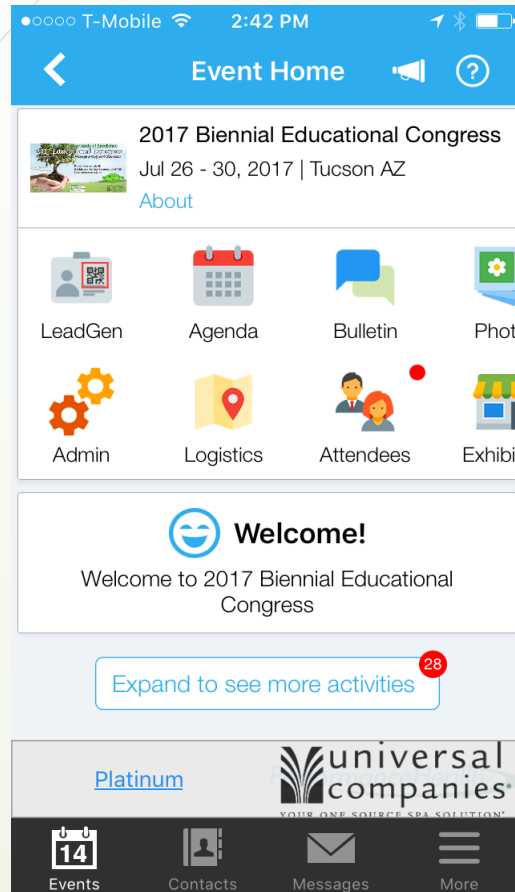 T-Mobile 2:42 PM
Event Home
2017 Biennial Educational Congress
Jul 26 - 30, 2017 | Tucson AZ
About
LeadGen Agenda Bulletin Phot
Admin Logistics Attendees Exhibi
Welcome!
Welcome to 2017 Biennial Educational
Congress
28
Expand to see more activities
Platinum
universal
companies
YOUR ONE SOURCE SPA SOLUTION
14
Events Contacts Messages More